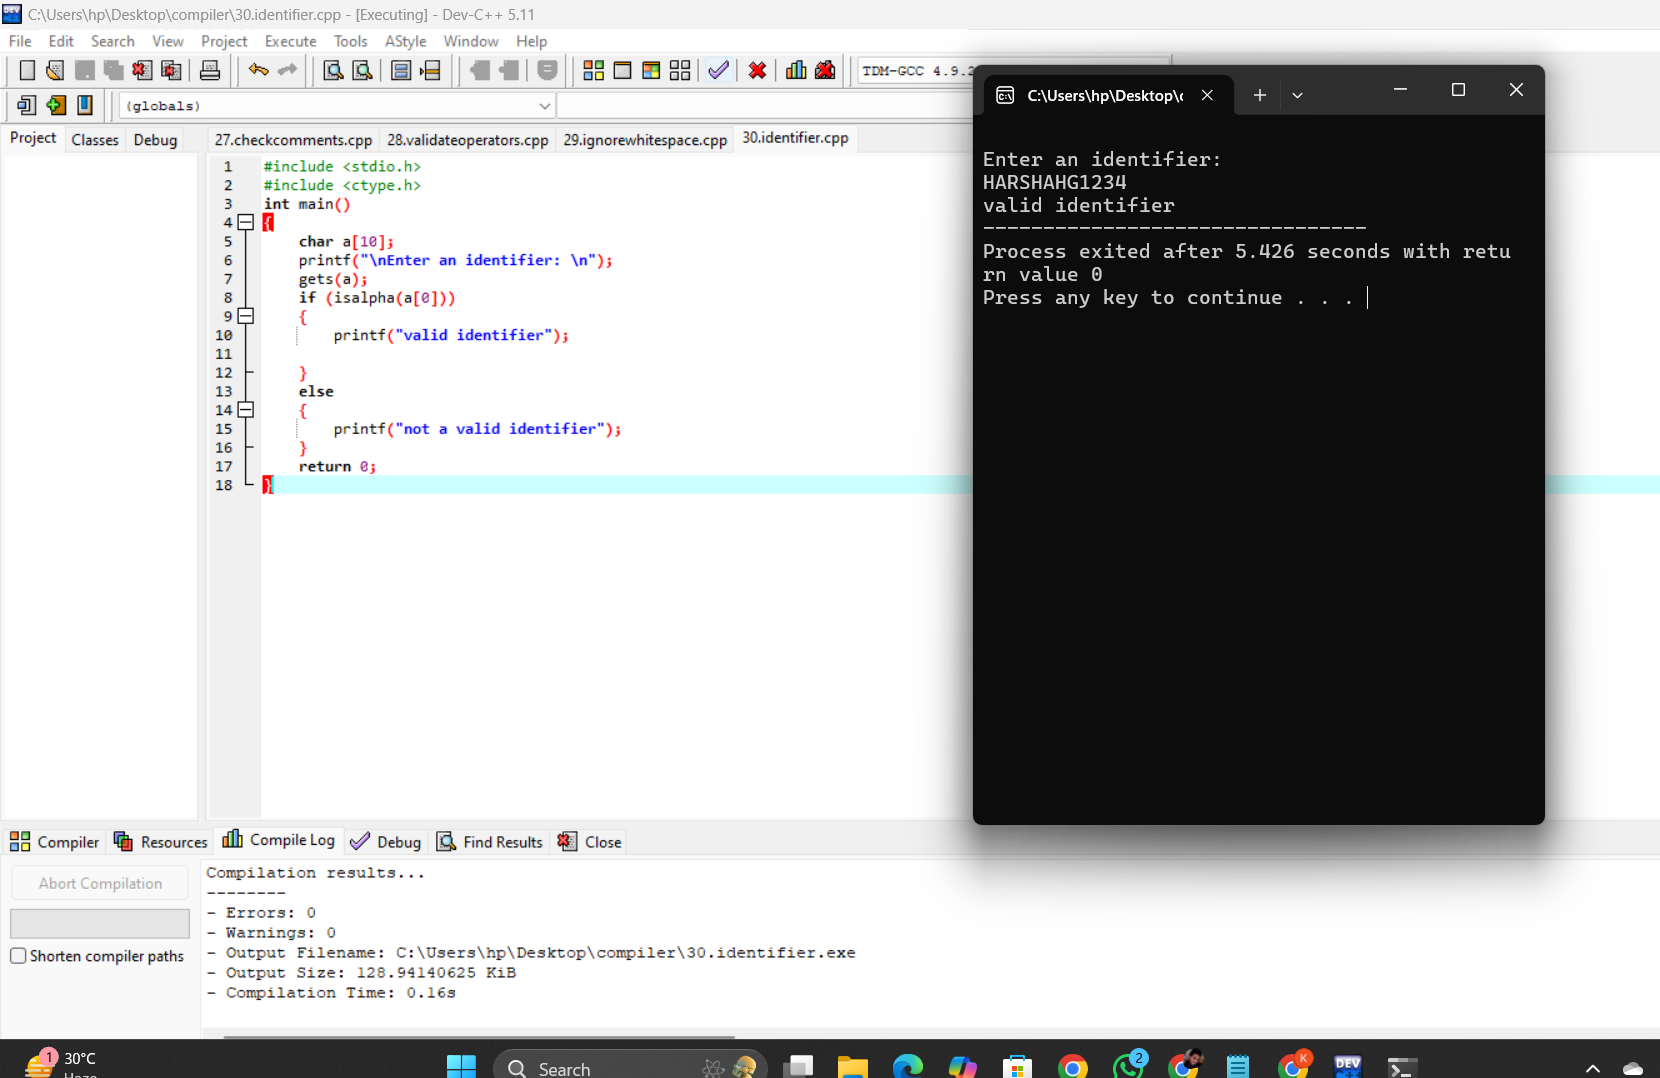 C:\Users\hp\Desktop\compiler\30.identifier.cpp - [Executing] - Dev-C++ 5.11
File Edit Search View Project Execute Tools AStyle Window Help
TDM-GCC 4.9.2
(globals)
Project Classes Debug
27.checkcomments.cpp 28.validateoperators.cpp 29.ignorewhitespace.cpp 30.identifier.cpp
1 #include <stdio.h>
2 #include <ctype.h>
3 int main()
4 {
5 char a[10];
6 printf("\nEnter an identifier: \n");
7 gets(a);
8 if (isalpha(a[0]))
9 {
10 printf("valid identifier");
11
12 }
13 else
14 {
15 printf("not a valid identifier");
16 }
17 return 0;
18 }
C:\Users\hp\Desktop\
Enter an identifier:
HARSHAHG1234
valid identifier
--------------------------------
Process exited after 5.426 seconds with retu
rn value 0
Press any key to continue . . .
Compiler Resources Compile Log Debug Find Results Close
Abort Compilation
Shorten compiler paths
Compilation results...
--------
- Errors: 0
- Warnings: 0
- Output Filename: C:\Users\hp\Desktop\compiler\30.identifier.exe
- Output Size: 128.94140625 KiB
- Compilation Time: 0.16s
1 30°C
Haze
Search
2
K
DEV